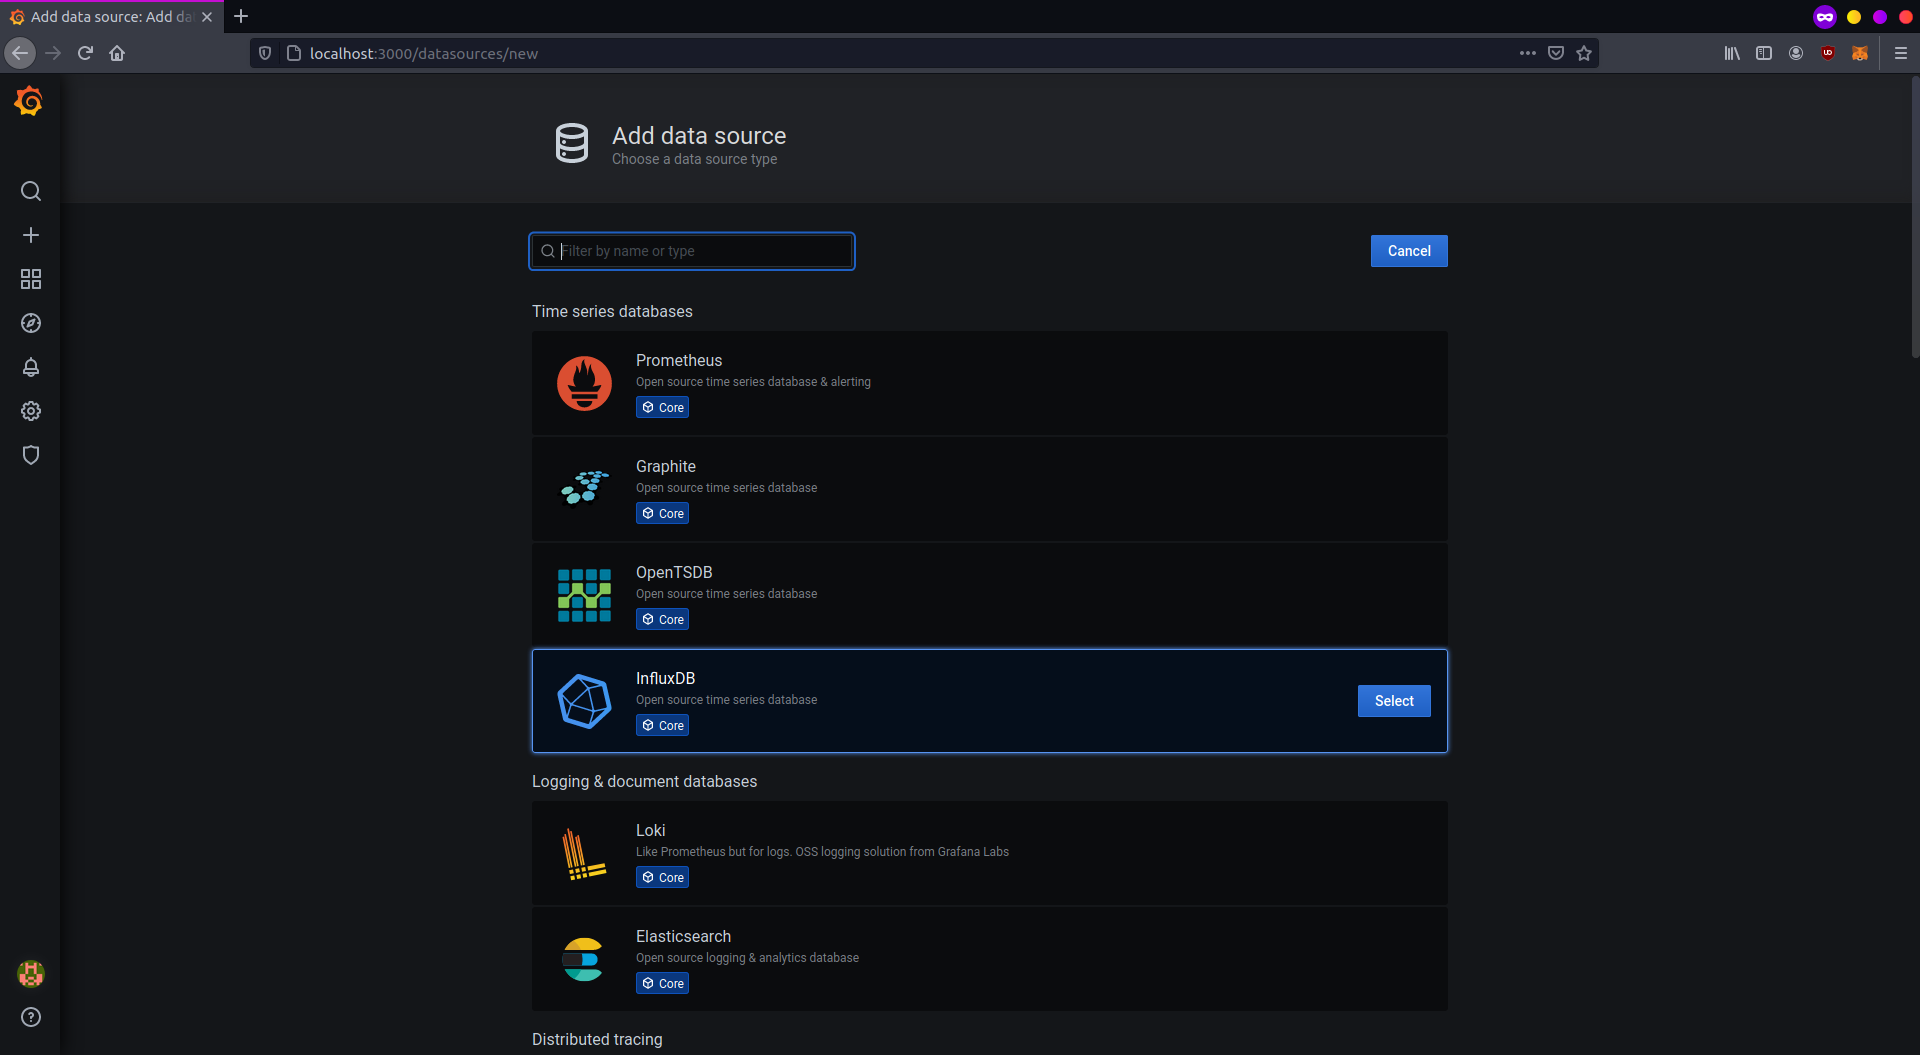 Add data source: Add da
localhost:3000/datasources/new
Add data source
Choose a data source type
Filter by name or type
Cancel
Time series databases
Prometheus
Open source time series database & alerting
Core
Graphite
Open source time series database
Core
OpenTSDB
Open source time series database
Core
InfluxDB
Open source time series database
Core
Select
Logging & document databases
Loki
Like Prometheus but for logs. OSS logging solution from Grafana Labs
Core
Elasticsearch
Open source logging & analytics database
Core
Distributed tracing